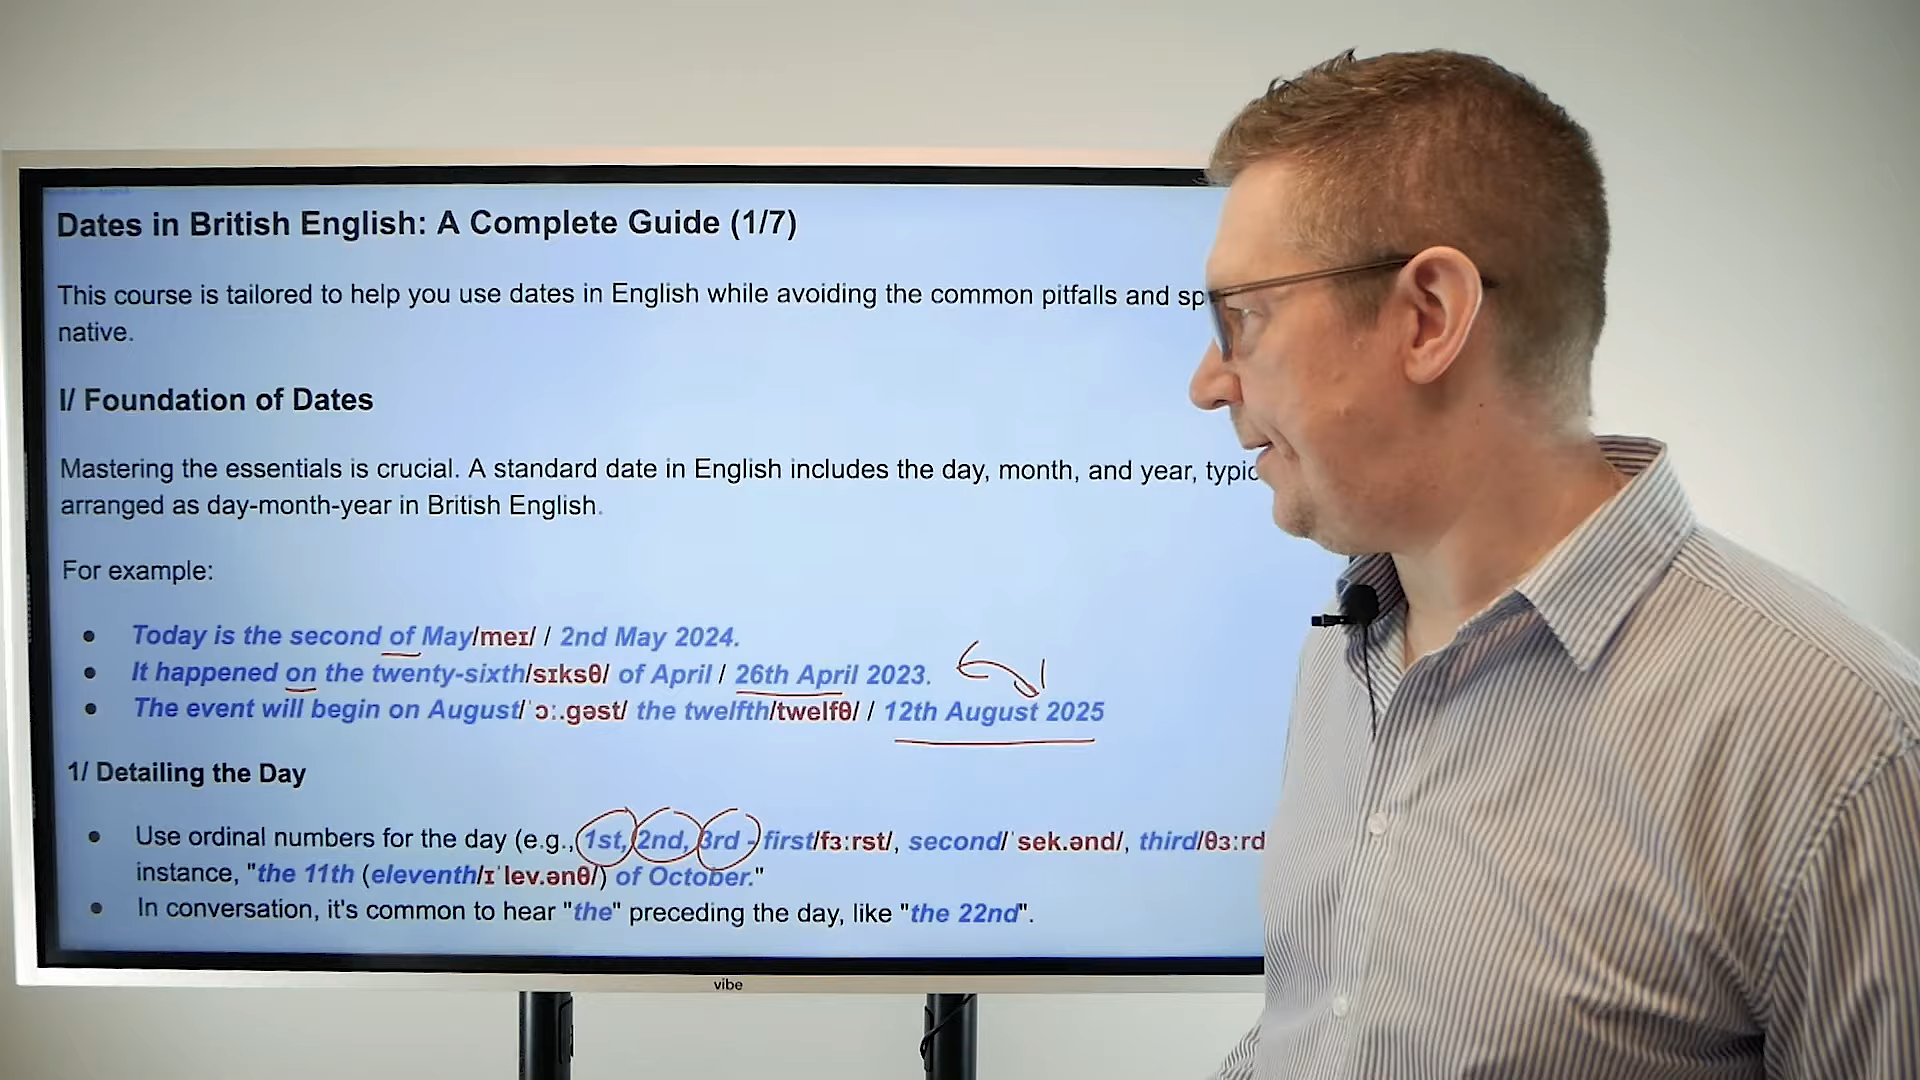 Dates in British English: A Complete Guide (1/7)
This course is tailored to help you use dates in English while avoiding the common pitfalls and sp
native.
I/ Foundation of Dates
Mastering the essentials is crucial. A standard date in English includes the day, month, and year, typic
arranged as day-month-year in British English.
For example:
• Today is the second of May/meɪ/ / 2nd May 2024.
• It happened on the twenty-sixth/sɪksθ/ of April / 26th April 2023.
• The event will begin on August/ˈɔː.gəst/ the twelfth/twelfθ/ / 12th August 2025
1/ Detailing the Day
• Use ordinal numbers for the day (e.g., 1st, 2nd, 3rd - first/fɜːrst/, second/ˈsek.ənd/, third/θɜːrd
instance, "the 11th (eleventh/ɪˈlev.ənθ/) of October."
• In conversation, it's common to hear "the" preceding the day, like "the 22nd".
vibe